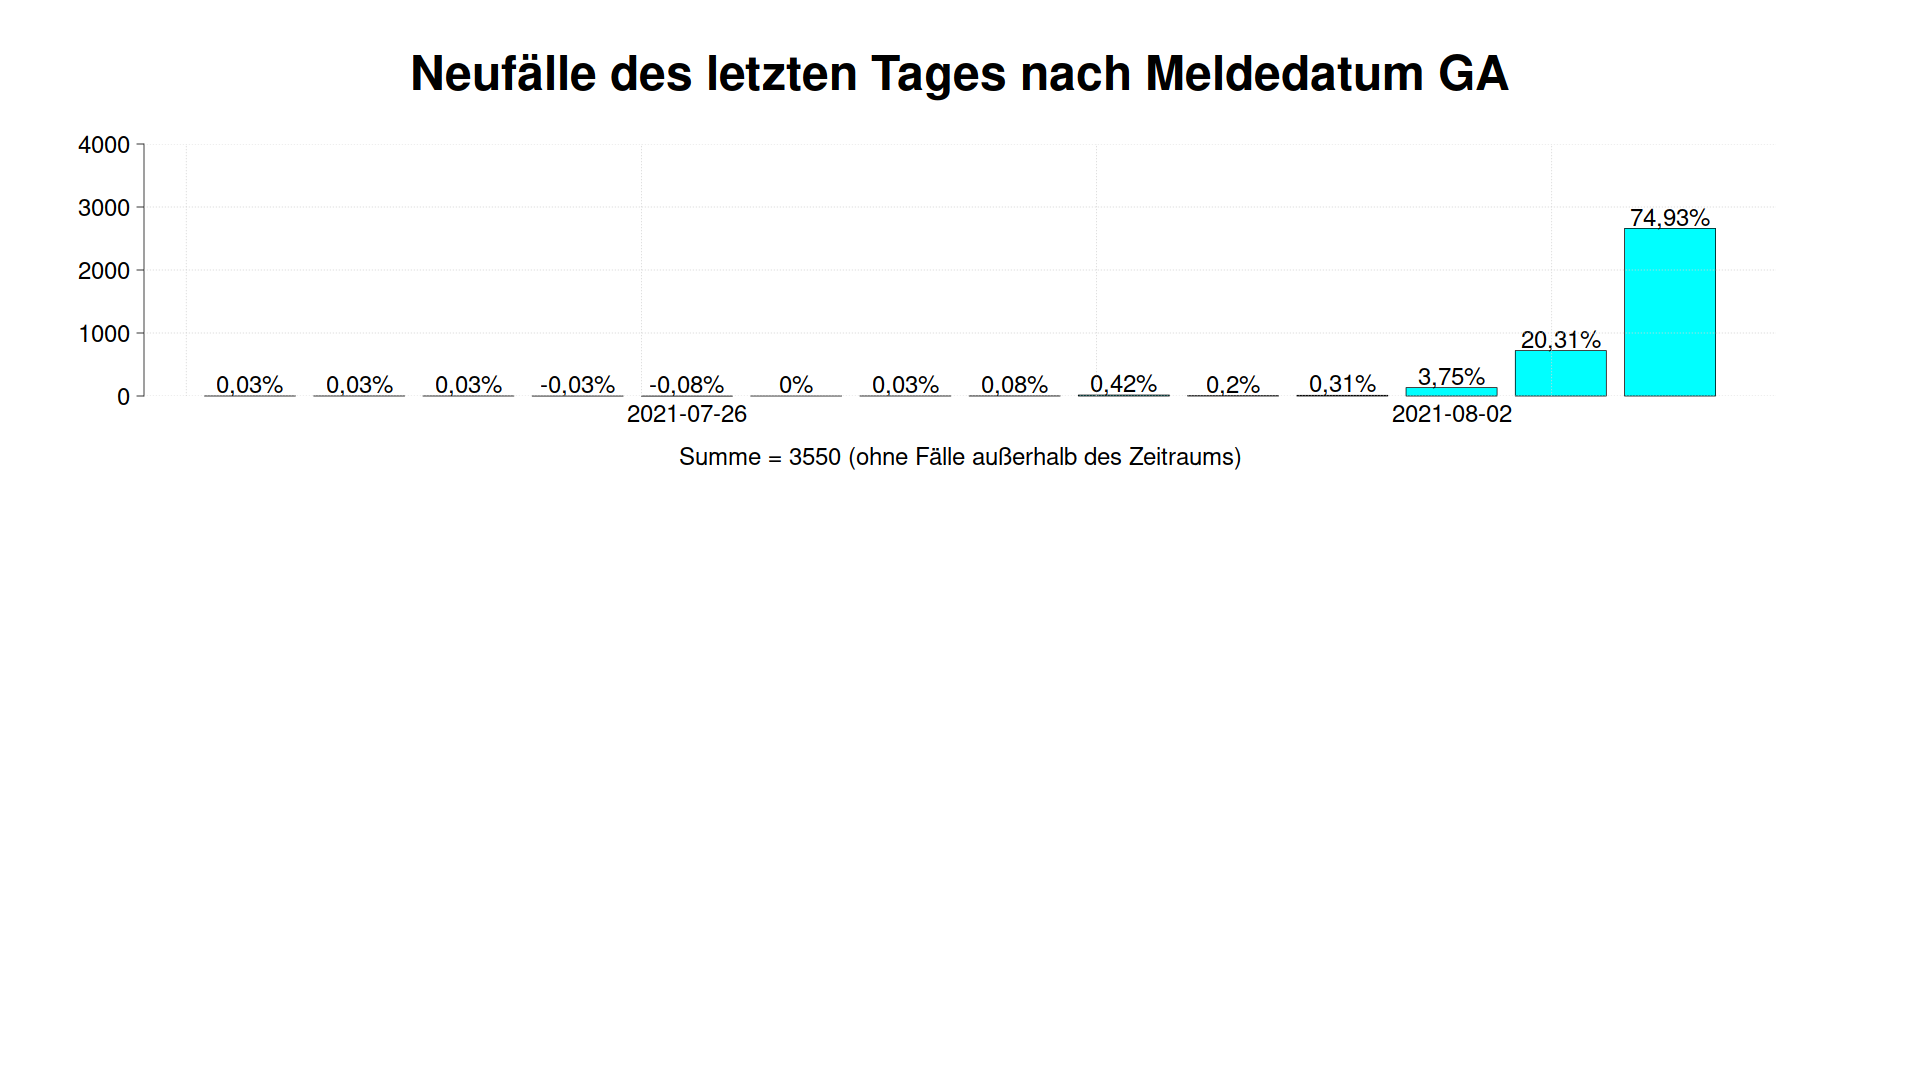 Neufälle des letzten Tages nach Meldedatum GA
4000
3000
2000
1000
0
0,03% 0,03% 0,03% -0,03% -0,08% 0% 0,03% 0,08% 0,42% 0,2% 0,31% 3,75% 20,31% 74,93%
2021-07-26 2021-08-02
Summe = 3550 (ohne Fälle außerhalb des Zeitraums)